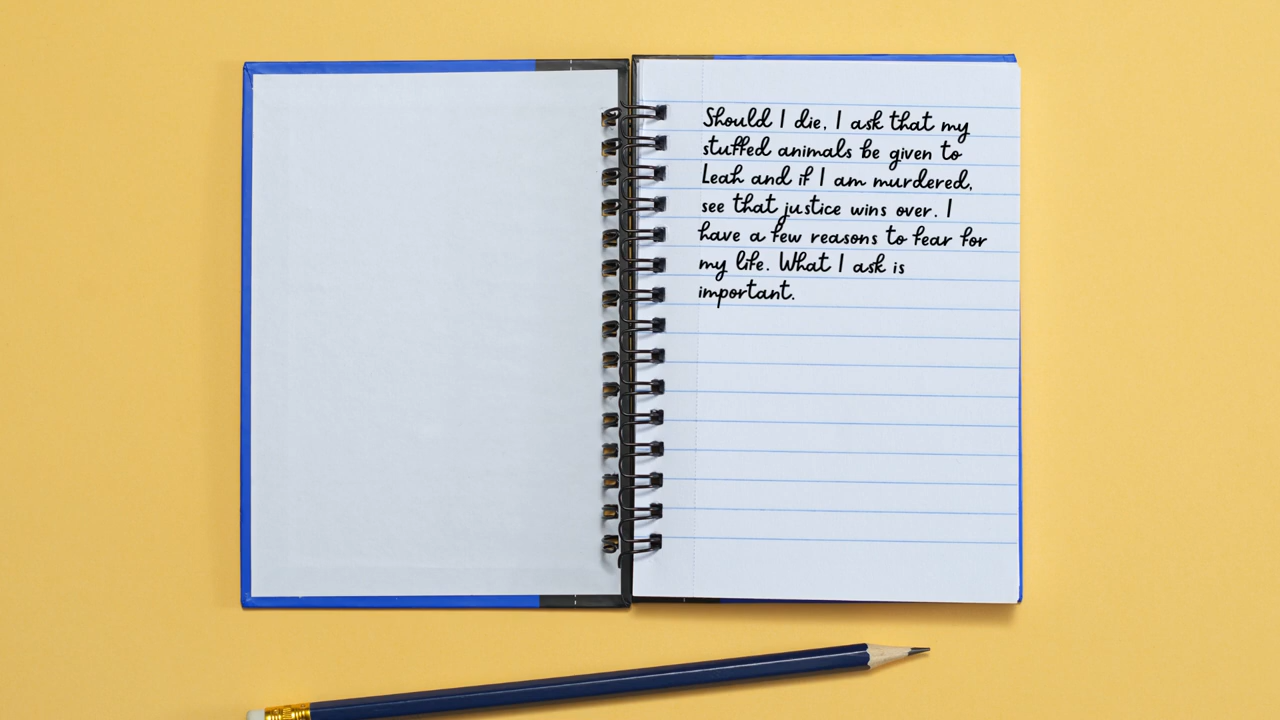 Should I die, I ask that my
stuffed animals be given to
Leah and if I am murdered,
see that justice wins over. I
have a few reasons to fear for
my life. What I ask is
important.